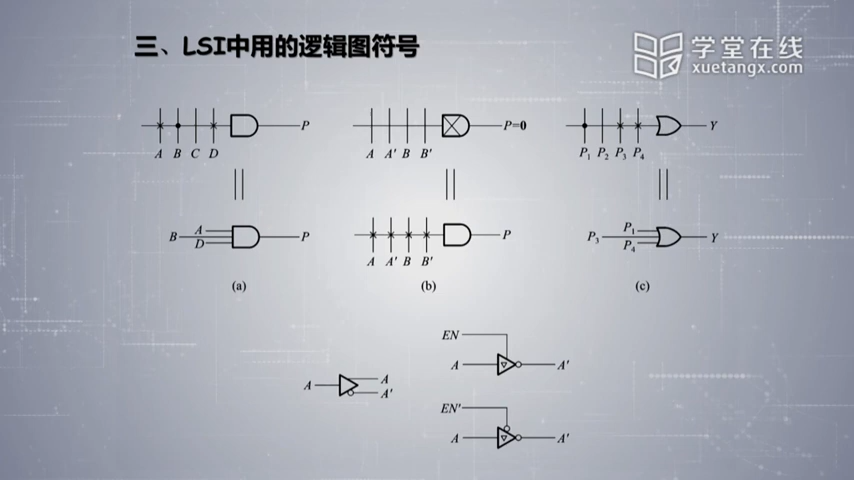 三、LSI中用的逻辑图符号
学堂在线
xuetangx.com
P
A B C D
P=0
A A' B B'
Y
P₁ P₂ P₃ P₄
B A D P
A A' B B' P
P₃ P₁ P₄ Y
(a)
(b)
(c)
A A A'
EN
A A'
EN'
A A'